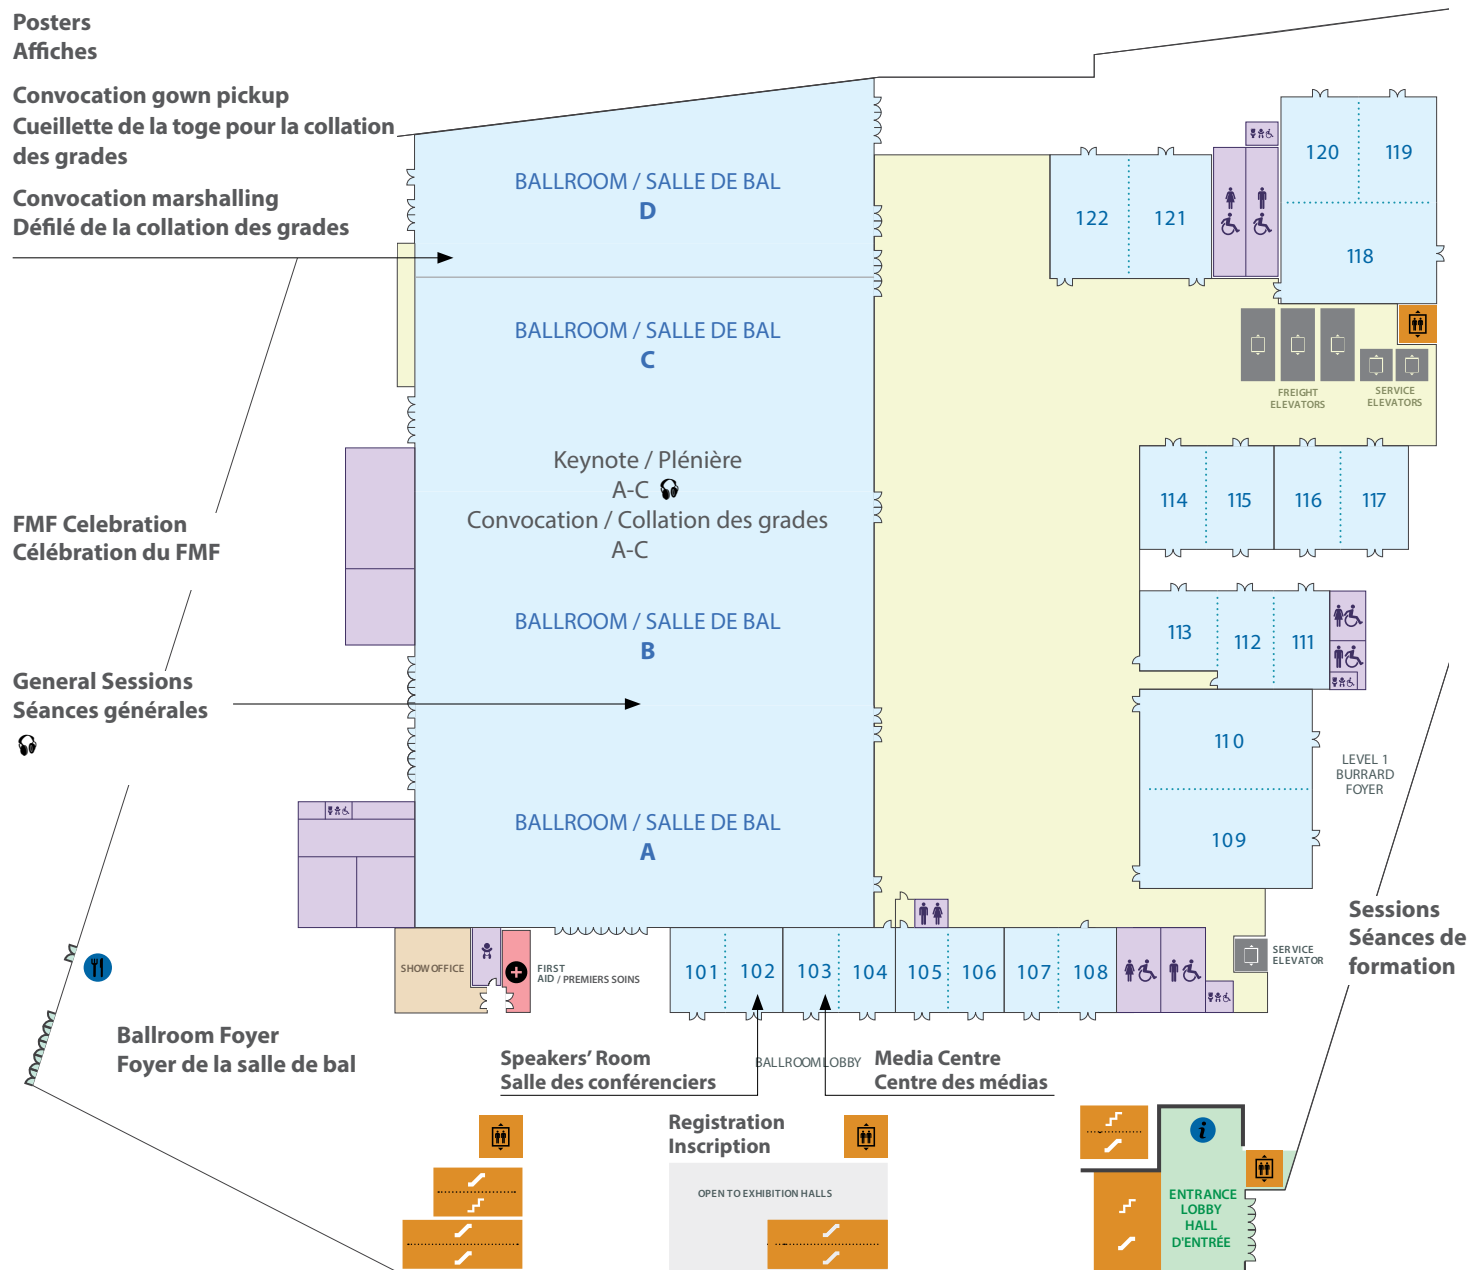 Posters
Affiches
Convocation gown pickup
Cueillette de la toge pour la collation
des grades
Convocation marshalling
Défilé de la collation des grades
BALLROOM / SALLE DE BAL
D
BALLROOM / SALLE DE BAL
C
Keynote / Plénière
A-C
Convocation / Collation des grades
A-C
BALLROOM / SALLE DE BAL
B
BALLROOM / SALLE DE BAL
A
FMF Celebration
Célébration du FMF
General Sessions
Séances générales
122
121
120
119
118
FREIGHT
ELEVATORS
SERVICE
ELEVATORS
114
115
116
117
113
112
111
110
109
LEVEL 1
BURRARD
FOYER
Sessions
Séances de
formation
SHOW OFFICE
FIRST
AID / PREMIERS SOINS
101
102
103
104
105
106
107
108
SERVICE
ELEVATOR
Ballroom Foyer
Foyer de la salle de bal
Speakers' Room
Salle des conférenciers
BALLROOM LOBBY
Media Centre
Centre des médias
Registration
Inscription
OPEN TO EXHIBITION HALLS
i
ENTRANCE
LOBBY
HALL
D'ENTRÉE